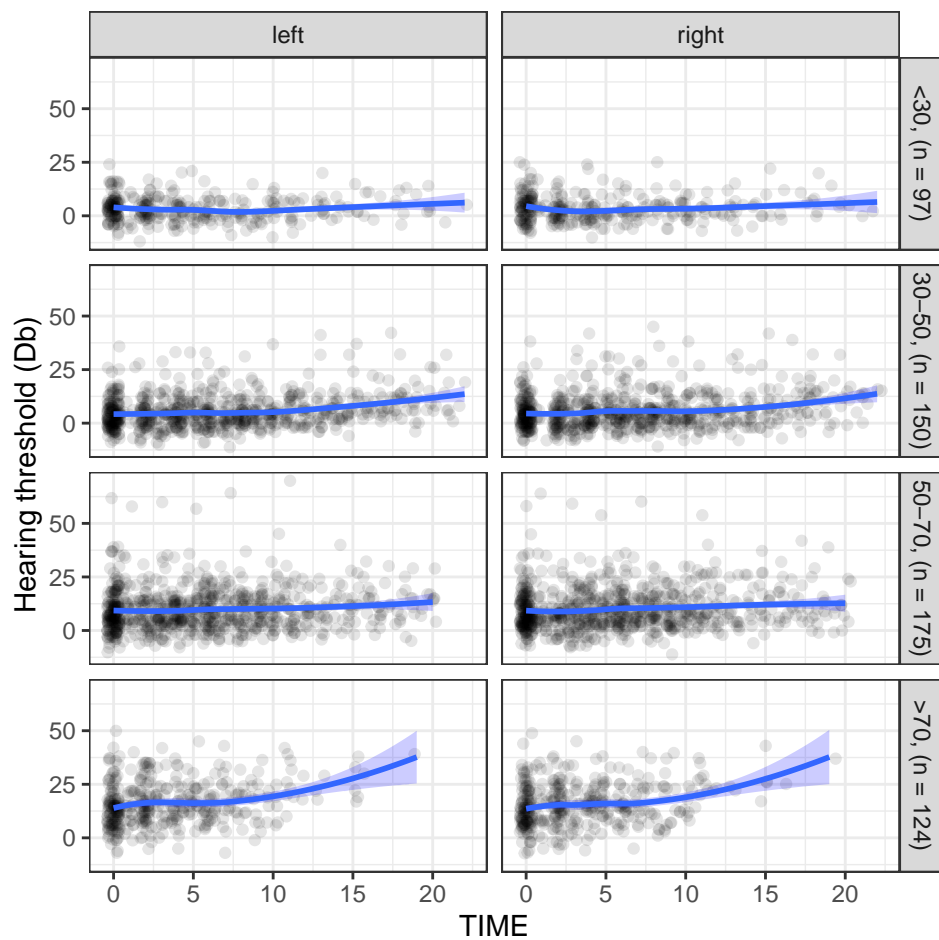 left
right
50
25
0
<30, (n = 97)
50
25
0
30−50, (n = 150)
50
25
0
50−70, (n = 175)
50
25
0
>70, (n = 124)
0
5
10
15
20
0
5
10
15
20
TIME
Hearing threshold (Db)